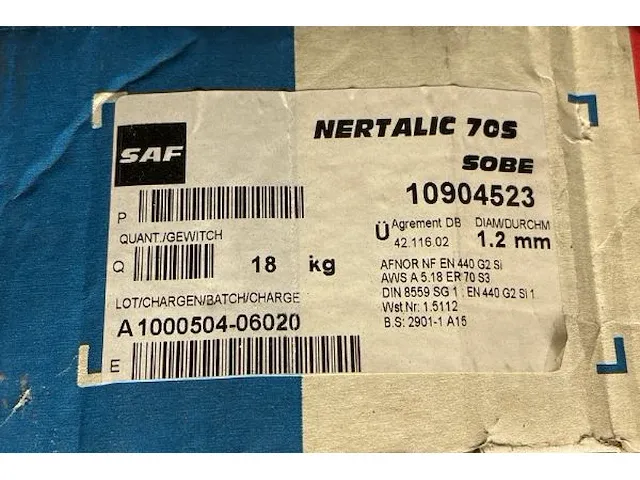 SAF
NERTALIC 70S
SOBE
10904523
P
QUANT./GEWITCH
Q 18 kg
Ü Agrement DB
42.116.02
DIAM/DURCHM
1.2 mm
LOT/CHARGEN/BATCH/CHARGE
A 1000504-06020
E
AFNOR NF EN 440 G2 Si
AWS A 5.18 ER 70 S3
DIN 8559 SG 1 . EN 440 G2 Si 1
Wst Nr: 1.5112
B.S: 2901-1 A15